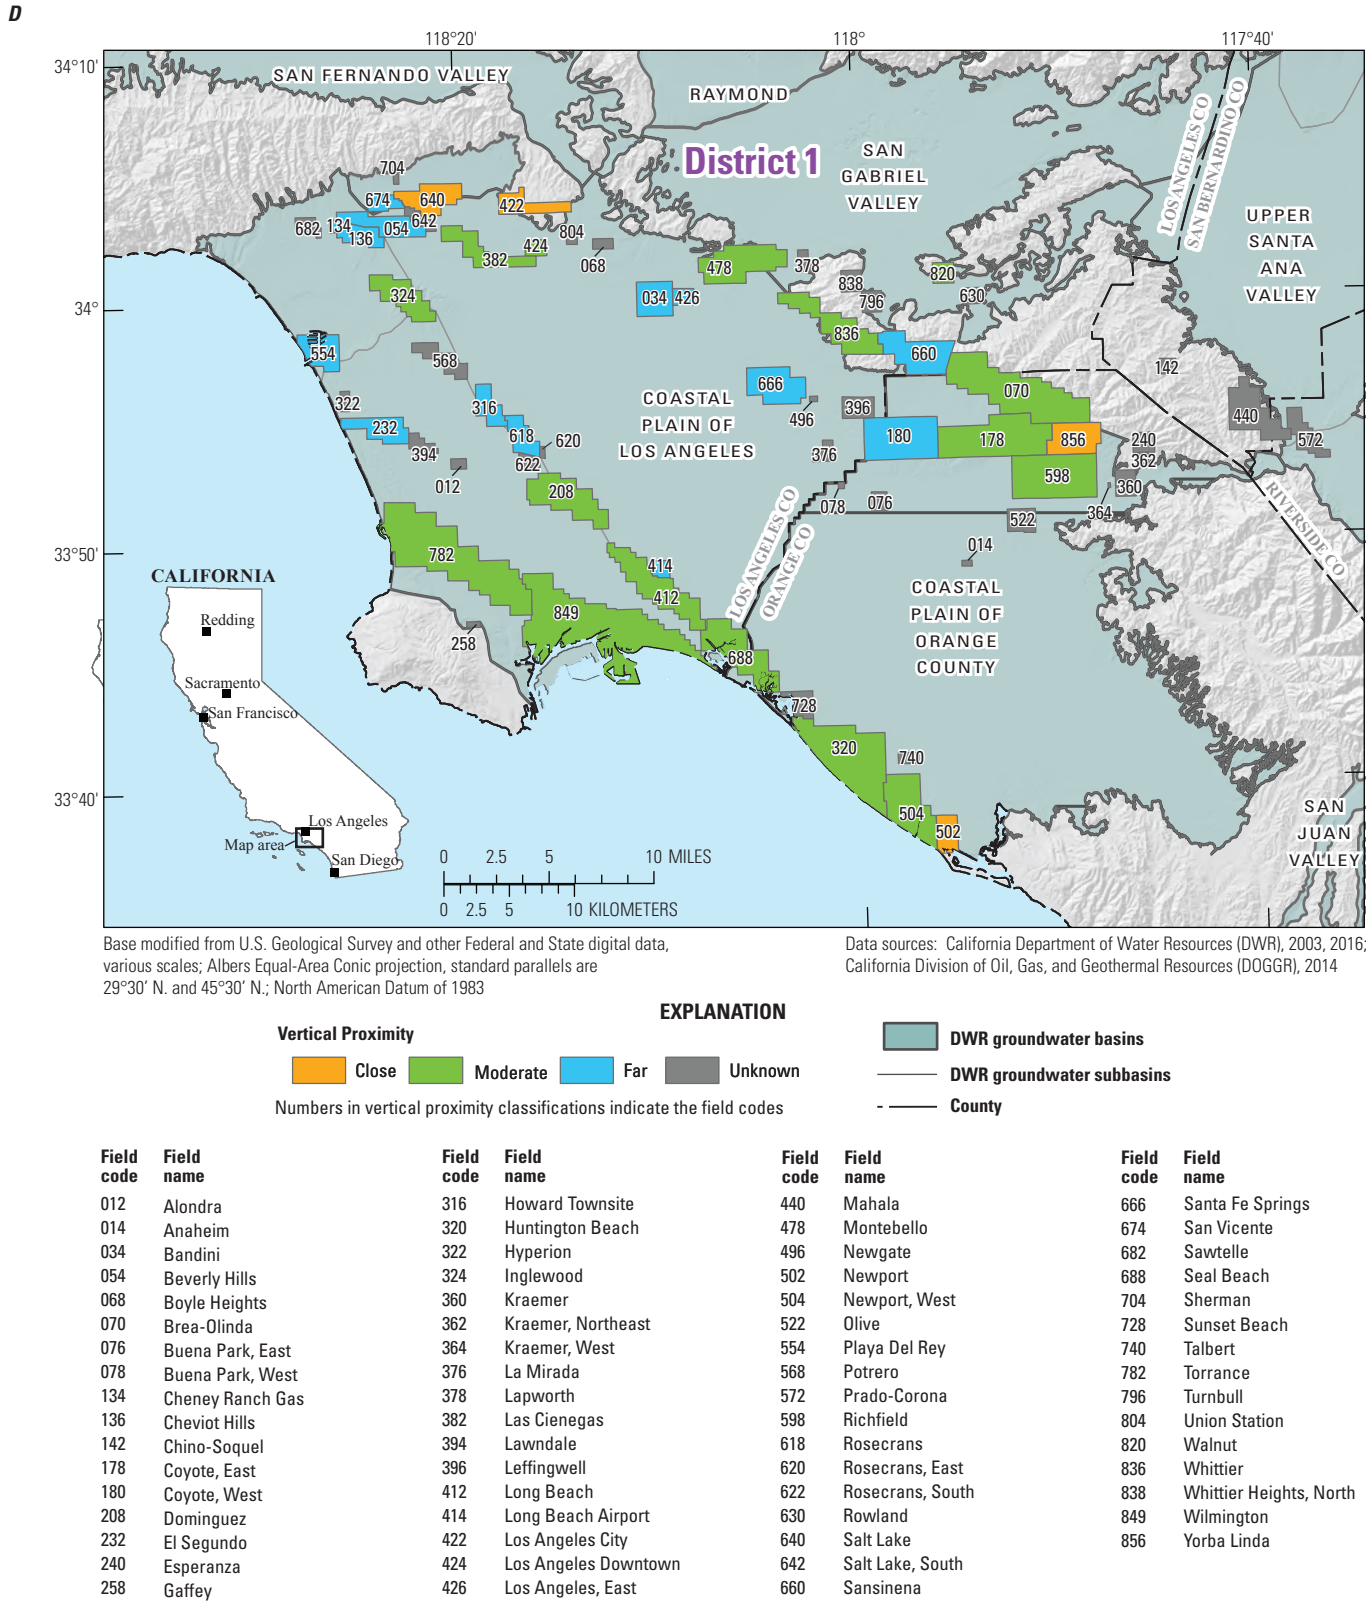 D
118°20'
118°
117°40'
34°10'
SAN FERNANDO VALLEY
RAYMOND
District 1
SAN
GABRIEL
VALLEY
LOS ANGELES CO
SAN BERNARDINO CO
UPPER
SANTA
ANA
VALLEY
704
674
640
422
682
134
136
054
642
382
424
804
068
478
378
838
796
820
630
324
034
426
34°
836
660
554
568
142
666
070
322
316
COASTAL
PLAIN OF
LOS ANGELES
496
396
440
232
394
618
620
622
376
180
178
856
240
362
572
012
208
598
360
078
076
364
522
RIVERSIDE CO
33°50'
782
414
412
LOS ANGELES CO
ORANGE CO
014
COASTAL
PLAIN OF
ORANGE
COUNTY
849
258
688
728
320
740
504
502
33°40'
SAN
JUAN
VALLEY
CALIFORNIA
Redding
Sacramento
San Francisco
Los Angeles
Map area
San Diego
0 2.5 5 10 MILES
0 2.5 5 10 KILOMETERS
Base modified from U.S. Geological Survey and other Federal and State digital data,
various scales; Albers Equal-Area Conic projection, standard parallels are
29°30' N. and 45°30' N.; North American Datum of 1983
Data sources: California Department of Water Resources (DWR), 2003, 2016;
California Division of Oil, Gas, and Geothermal Resources (DOGGR), 2014
EXPLANATION
Vertical Proximity
Close
Moderate
Far
Unknown
Numbers in vertical proximity classifications indicate the field codes
DWR groundwater basins
DWR groundwater subbasins
County
Field code Field name
012 Alondra
014 Anaheim
034 Bandini
054 Beverly Hills
068 Boyle Heights
070 Brea-Olinda
076 Buena Park, East
078 Buena Park, West
134 Cheney Ranch Gas
136 Cheviot Hills
142 Chino-Soquel
178 Coyote, East
180 Coyote, West
208 Dominguez
232 El Segundo
240 Esperanza
258 Gaffey
Field code Field name
316 Howard Townsite
320 Huntington Beach
322 Hyperion
324 Inglewood
360 Kraemer
362 Kraemer, Northeast
364 Kraemer, West
376 La Mirada
378 Lapworth
382 Las Cienegas
394 Lawndale
396 Leffingwell
412 Long Beach
414 Long Beach Airport
422 Los Angeles City
424 Los Angeles Downtown
426 Los Angeles, East
Field code Field name
440 Mahala
478 Montebello
496 Newgate
502 Newport
504 Newport, West
522 Olive
554 Playa Del Rey
568 Potrero
572 Prado-Corona
598 Richfield
618 Rosecrans
620 Rosecrans, East
622 Rosecrans, South
630 Rowland
640 Salt Lake
642 Salt Lake, South
660 Sansinena
Field code Field name
666 Santa Fe Springs
674 San Vicente
682 Sawtelle
688 Seal Beach
704 Sherman
728 Sunset Beach
740 Talbert
782 Torrance
796 Turnbull
804 Union Station
820 Walnut
836 Whittier
838 Whittier Heights, North
849 Wilmington
856 Yorba Linda